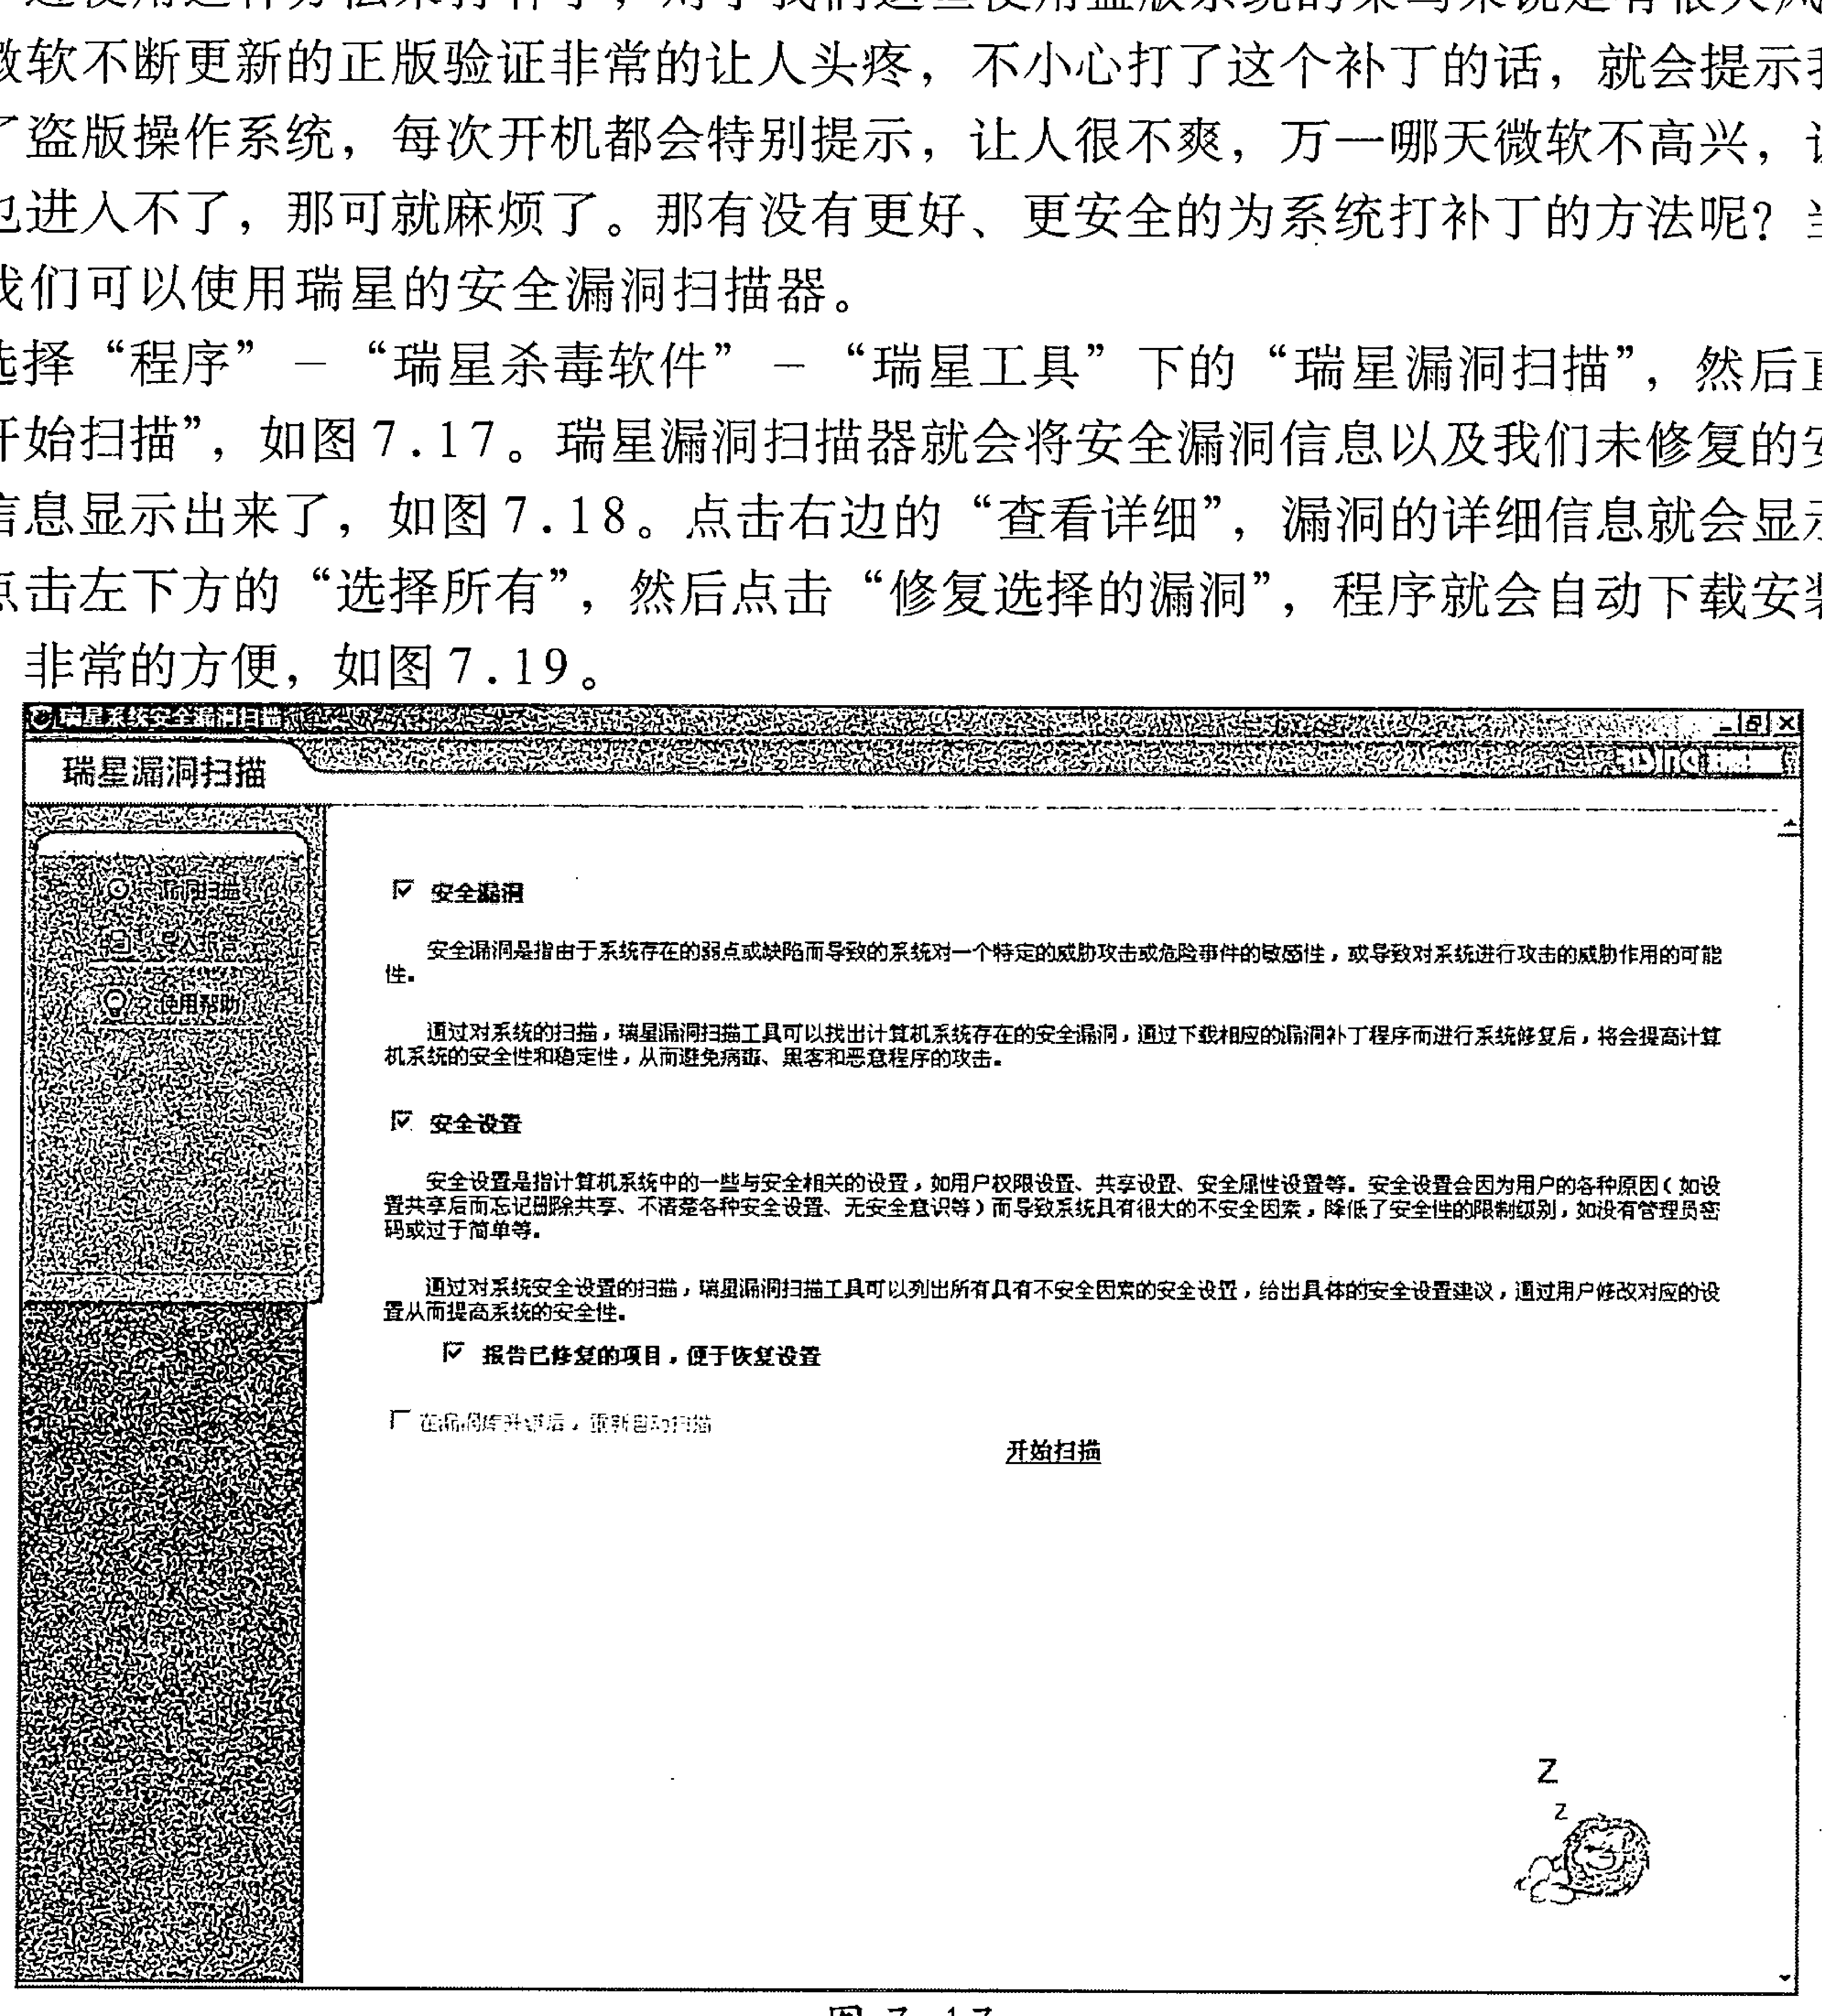 微软不断更新的正版验证非常的让人头疼，不小心打了这个补丁的话，就会提示我
了盗版操作系统，每次开机都会特别提示，让人很不爽，万一哪天微软不高兴，让
也进入不了，那可就麻烦了。那有没有更好、更安全的为系统打补丁的方法呢？当
我们可以使用瑞星的安全漏洞扫描器。
选择“程序”－“瑞星杀毒软件”－“瑞星工具”下的“瑞星漏洞扫描”，然后直
开始扫描”，如图7.17。瑞星漏洞扫描器就会将安全漏洞信息以及我们未修复的安
信息显示出来了，如图7.18。点击右边的“查看详细”，漏洞的详细信息就会显示
点击左下方的“选择所有”，然后点击“修复选择的漏洞”，程序就会自动下载安装
非常的方便，如图7.19。
瑞星系统安全漏洞扫描
瑞星漏洞扫描
漏洞扫描
导入报告
使用帮助
安全漏洞
安全漏洞是指由于系统存在的弱点或缺陷而导致的系统对一个特定的威胁攻击或危险事件的敏感性，或导致对系统进行攻击的威胁作用的可能
性。
通过对系统的扫描，瑞星漏洞扫描工具可以找出计算机系统存在的安全漏洞，通过下载相应的漏洞补丁程序而进行系统修复后，将会提高计算
机系统的安全性和稳定性，从而避免病毒、黑客和恶意程序的攻击。
安全设置
安全设置是指计算机系统中的一些与安全相关的设置，如用户权限设置、共享设置、安全属性设置等。安全设置会因为用户的各种原因（如设
置共享后而忘记删除共享、不清楚各种安全设置、无安全意识等）而导致系统具有很大的不安全因素，降低了安全性的限制级别，如没有管理员密
码或过于简单等。
通过对系统安全设置的扫描，瑞星漏洞扫描工具可以列出所有具有不安全因素的安全设置，给出具体的安全设置建议，通过用户修改对应的设
置从而提高系统的安全性。
报告已修复的项目，便于恢复设置
开始扫描
Z
Z
图 7.17